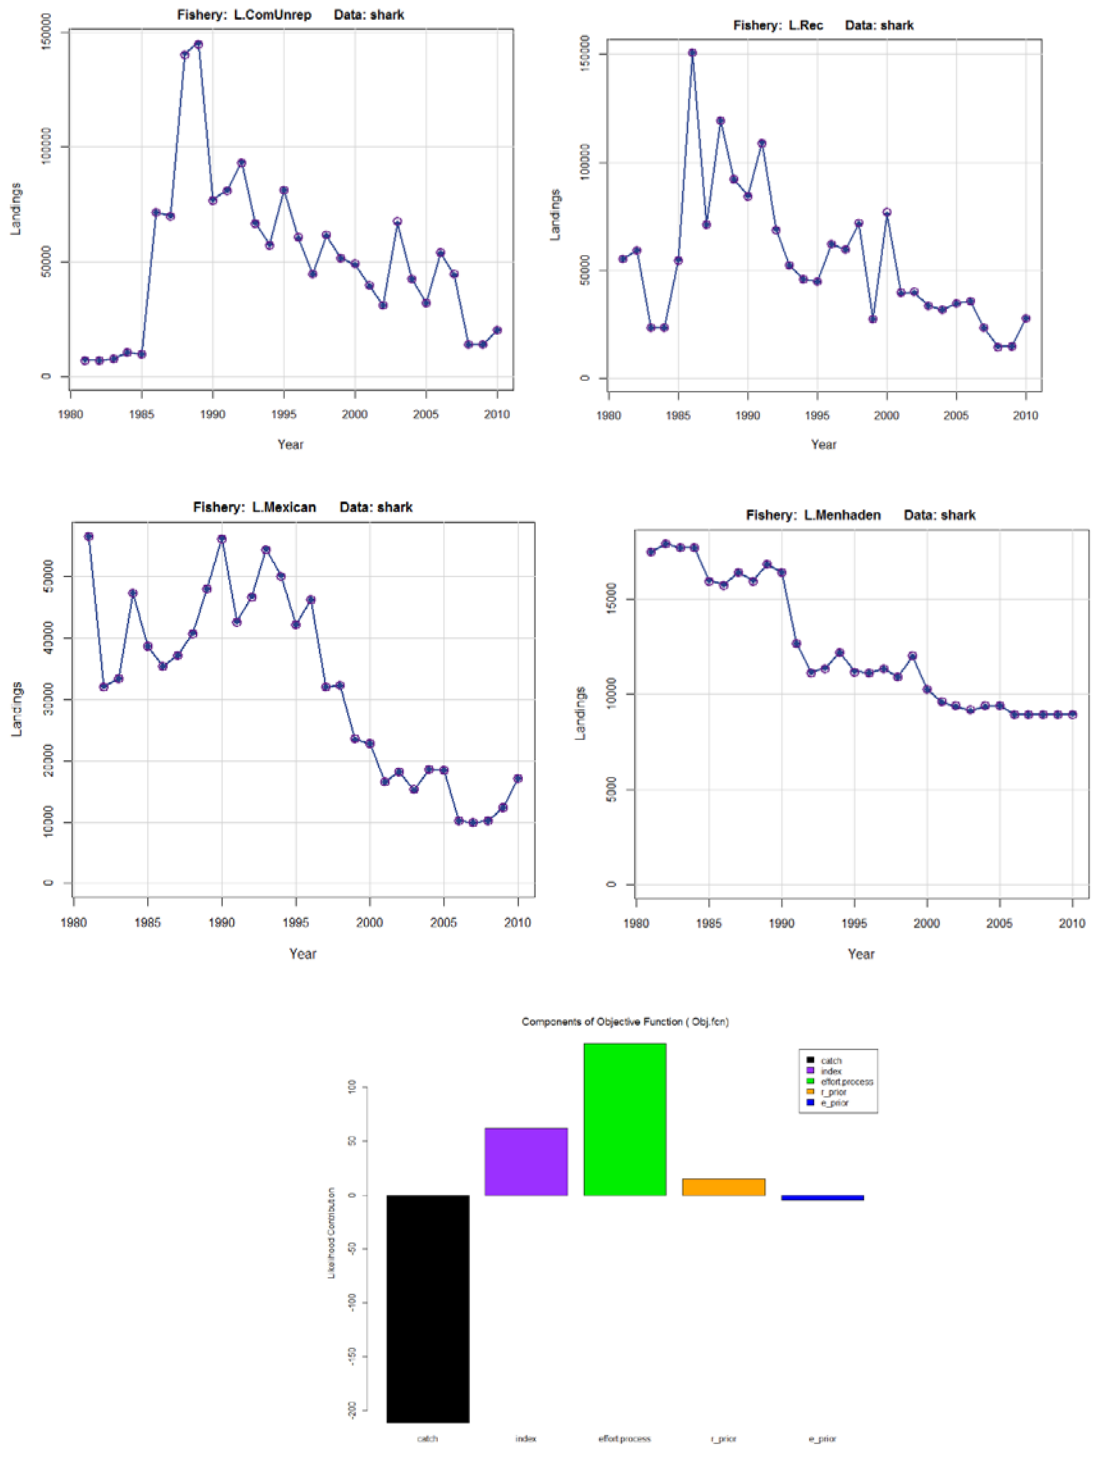 Fishery: L.ComUnrep Data: shark
Landings
150000
100000
50000
0
1980 1985 1990 1995 2000 2005 2010
Year
Fishery: L.Rec Data: shark
Landings
150000
100000
50000
0
1980 1985 1990 1995 2000 2005 2010
Year
Fishery: L.Mexican Data: shark
Landings
50000
40000
30000
20000
10000
0
1980 1985 1990 1995 2000 2005 2010
Year
Fishery: L.Menhaden Data: shark
Landings
15000
10000
5000
0
1980 1985 1990 1995 2000 2005 2010
Year
Components of Objective Function ( Obj.fcn)
Likelihood Contribution
100
50
0
-50
-100
-150
-200
catch
index
effort.process
r_prior
e_prior
catch index effort.process r_prior e_prior